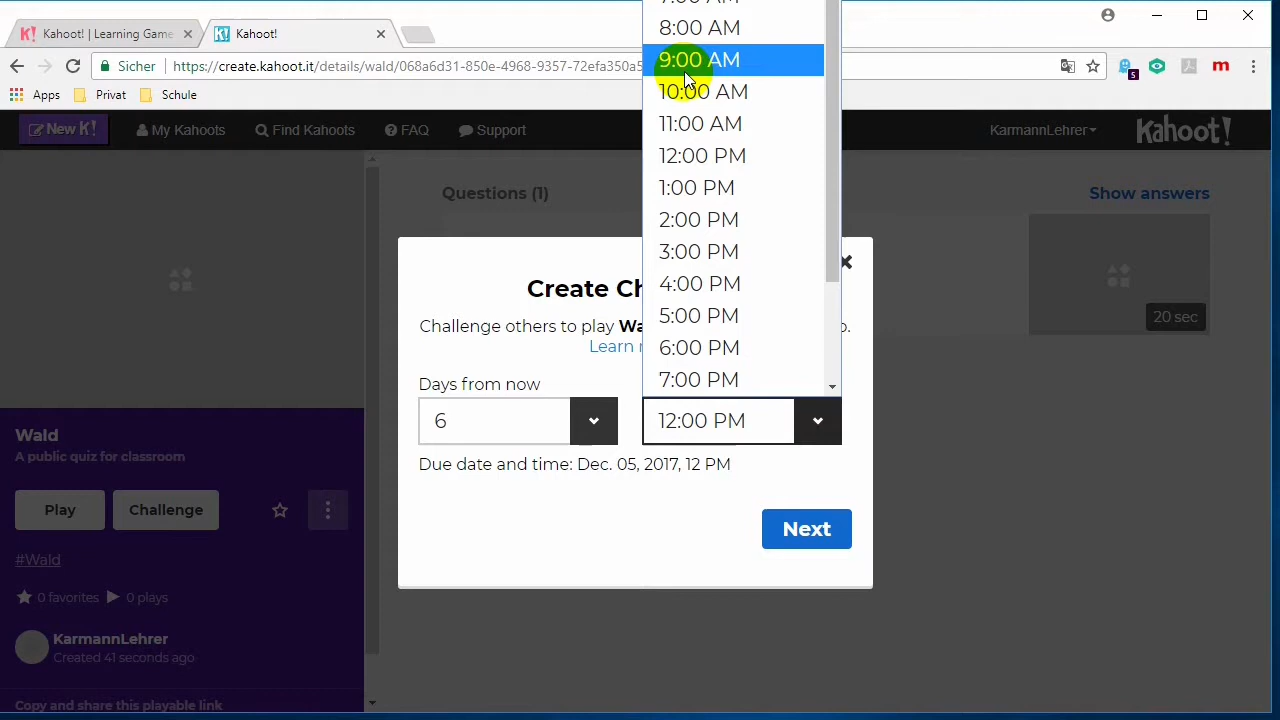 Kahoot! | Learning Game
Kahoot!
Sicher
https://create.kahoot.it/details/wald/068a6d31-850e-4968-9357-72efa350a5
5
Apps
Privat
Schule
New K!
My Kahoots
Find Kahoots
FAQ
Support
KarmannLehrer
Kahoot!
8:00 AM
9:00 AM
10:00 AM
11:00 AM
12:00 PM
1:00 PM
2:00 PM
3:00 PM
4:00 PM
5:00 PM
6:00 PM
7:00 PM
Questions (1)
Show answers
20 sec
Create Ch
Challenge others to play Wa
o.
Learn
Days from now
6
12:00 PM
Due date and time: Dec. 05, 2017, 12 PM
Next
Wald
A public quiz for classroom
Play
Challenge
#Wald
0 favorites
0 plays
KarmannLehrer
Created 41 seconds ago
Copy and share this playable link